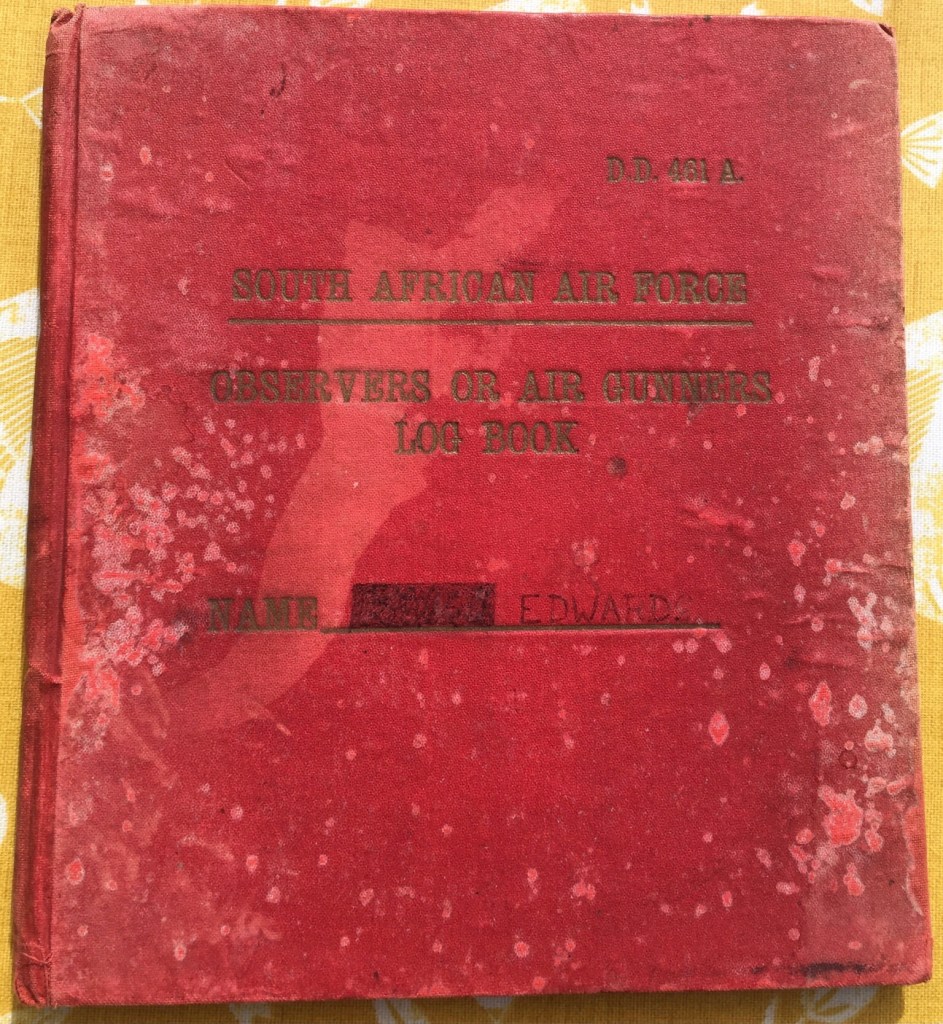 D.D. 461 A.
SOUTH AFRICAN AIR FORCE
OBSERVERS OR AIR GUNNERS
LOG BOOK
NAME EDWARDS